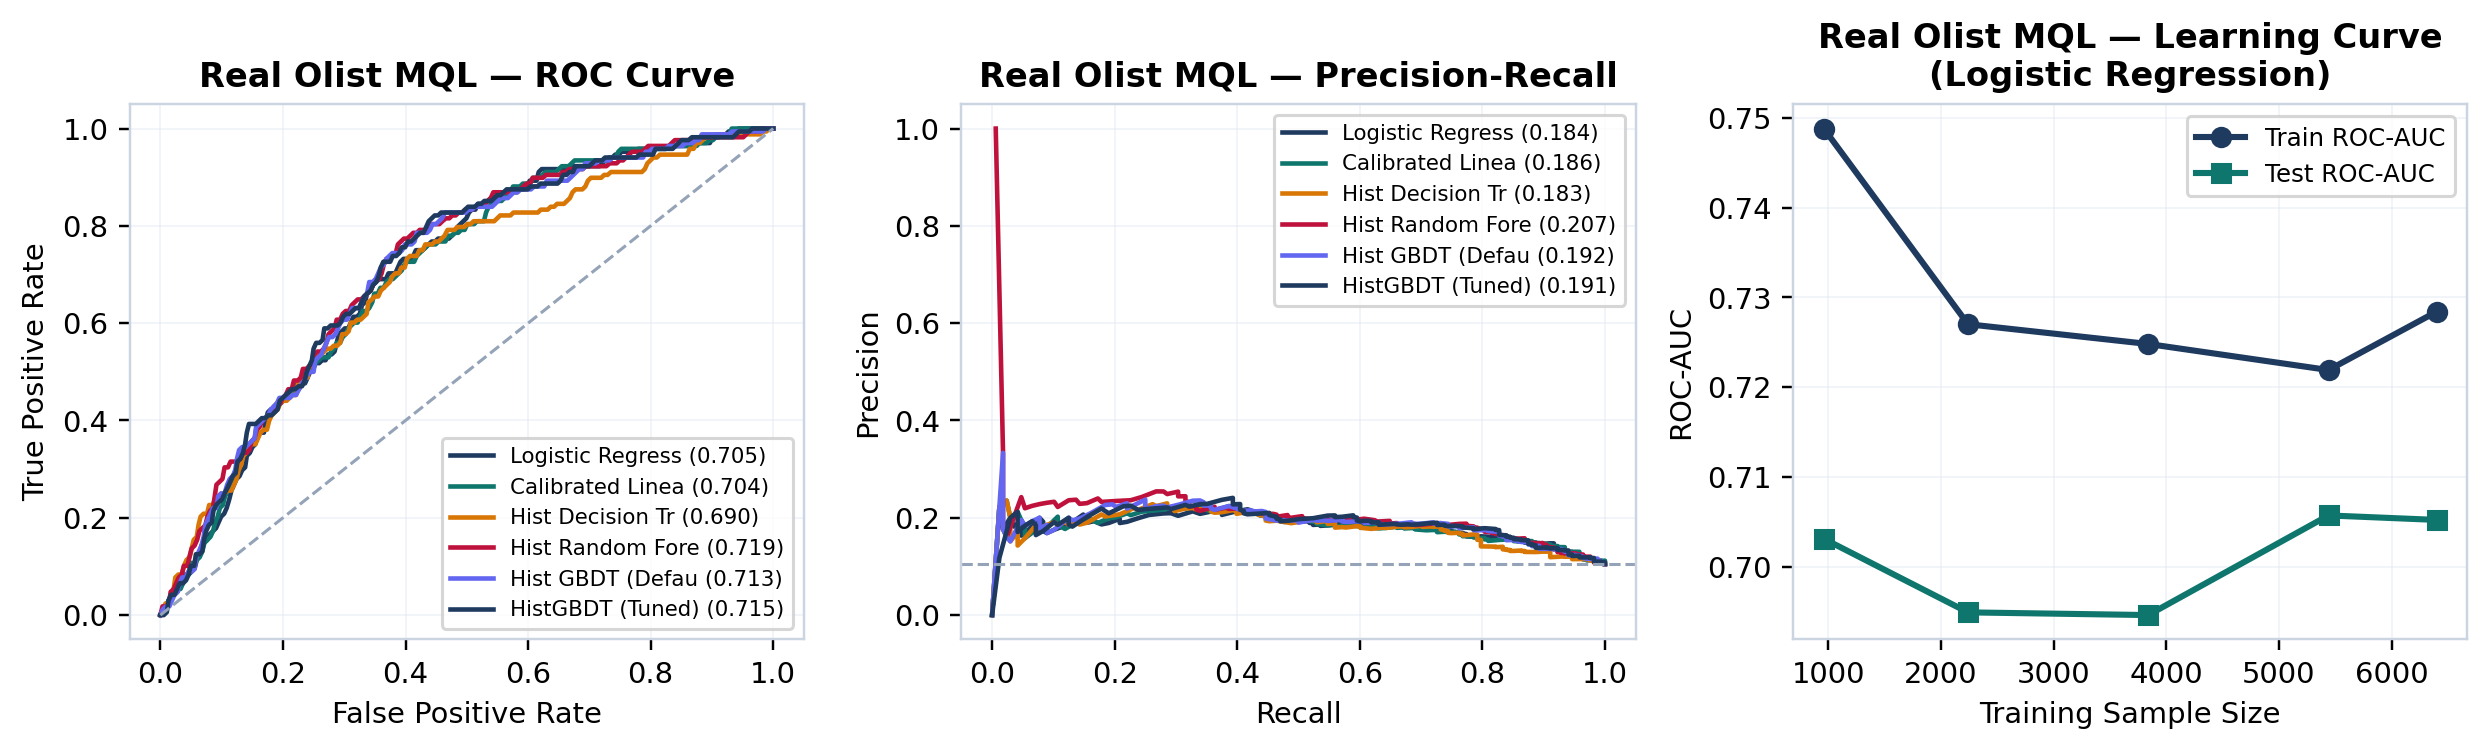 Real Olist MQL — ROC Curve
True Positive Rate
1.0
0.8
0.6
0.4
0.2
0.0
Logistic Regress (0.705)
Calibrated Linea (0.704)
Hist Decision Tr (0.690)
Hist Random Fore (0.719)
Hist GBDT (Defau (0.713)
HistGBDT (Tuned) (0.715)
0.0 0.2 0.4 0.6 0.8 1.0
False Positive Rate
Real Olist MQL — Precision-Recall
Precision
1.0
0.8
0.6
0.4
0.2
0.0
Logistic Regress (0.184)
Calibrated Linea (0.186)
Hist Decision Tr (0.183)
Hist Random Fore (0.207)
Hist GBDT (Defau (0.192)
HistGBDT (Tuned) (0.191)
0.0 0.2 0.4 0.6 0.8 1.0
Recall
Real Olist MQL — Learning Curve
(Logistic Regression)
ROC-AUC
0.75
0.74
0.73
0.72
0.71
0.70
Train ROC-AUC
Test ROC-AUC
1000 2000 3000 4000 5000 6000
Training Sample Size